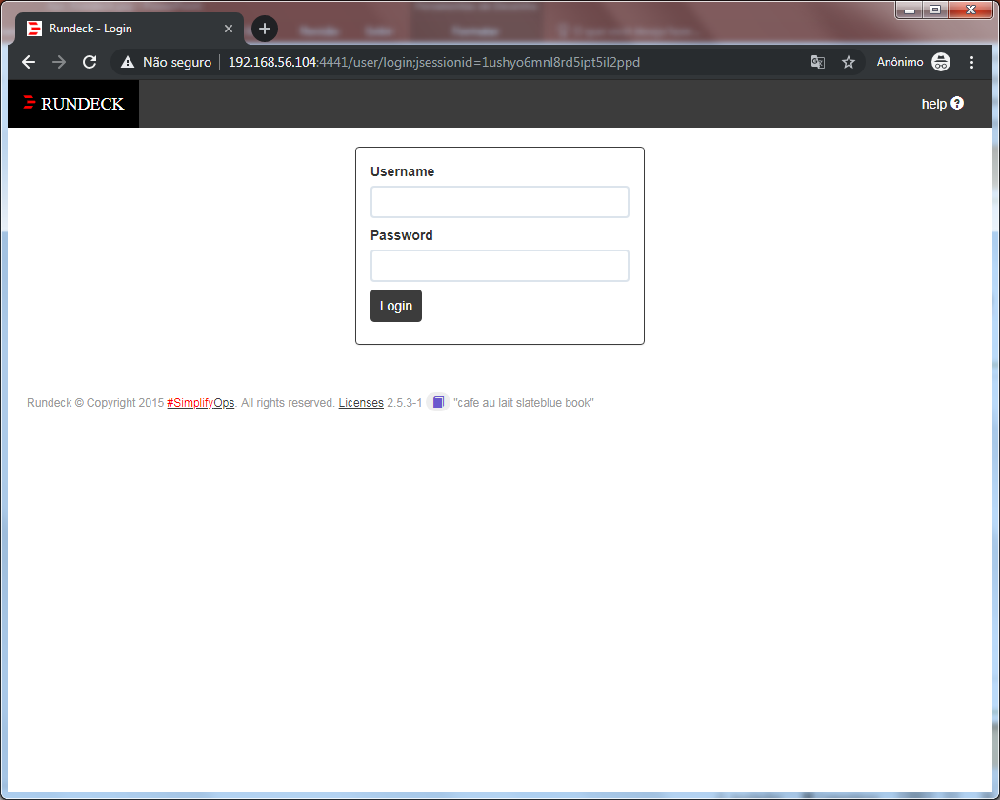 Rundeck - Login
Não seguro
192.168.56.104:4441/user/login;jsessionid=1ushyo6mnl8rd5ipt5il2ppd
Anônimo
RUNDECK
help
Username
Password
Login
Rundeck © Copyright 2015 #SimplifyOps. All rights reserved. Licenses 2.5.3-1 "cafe au lait slateblue book"